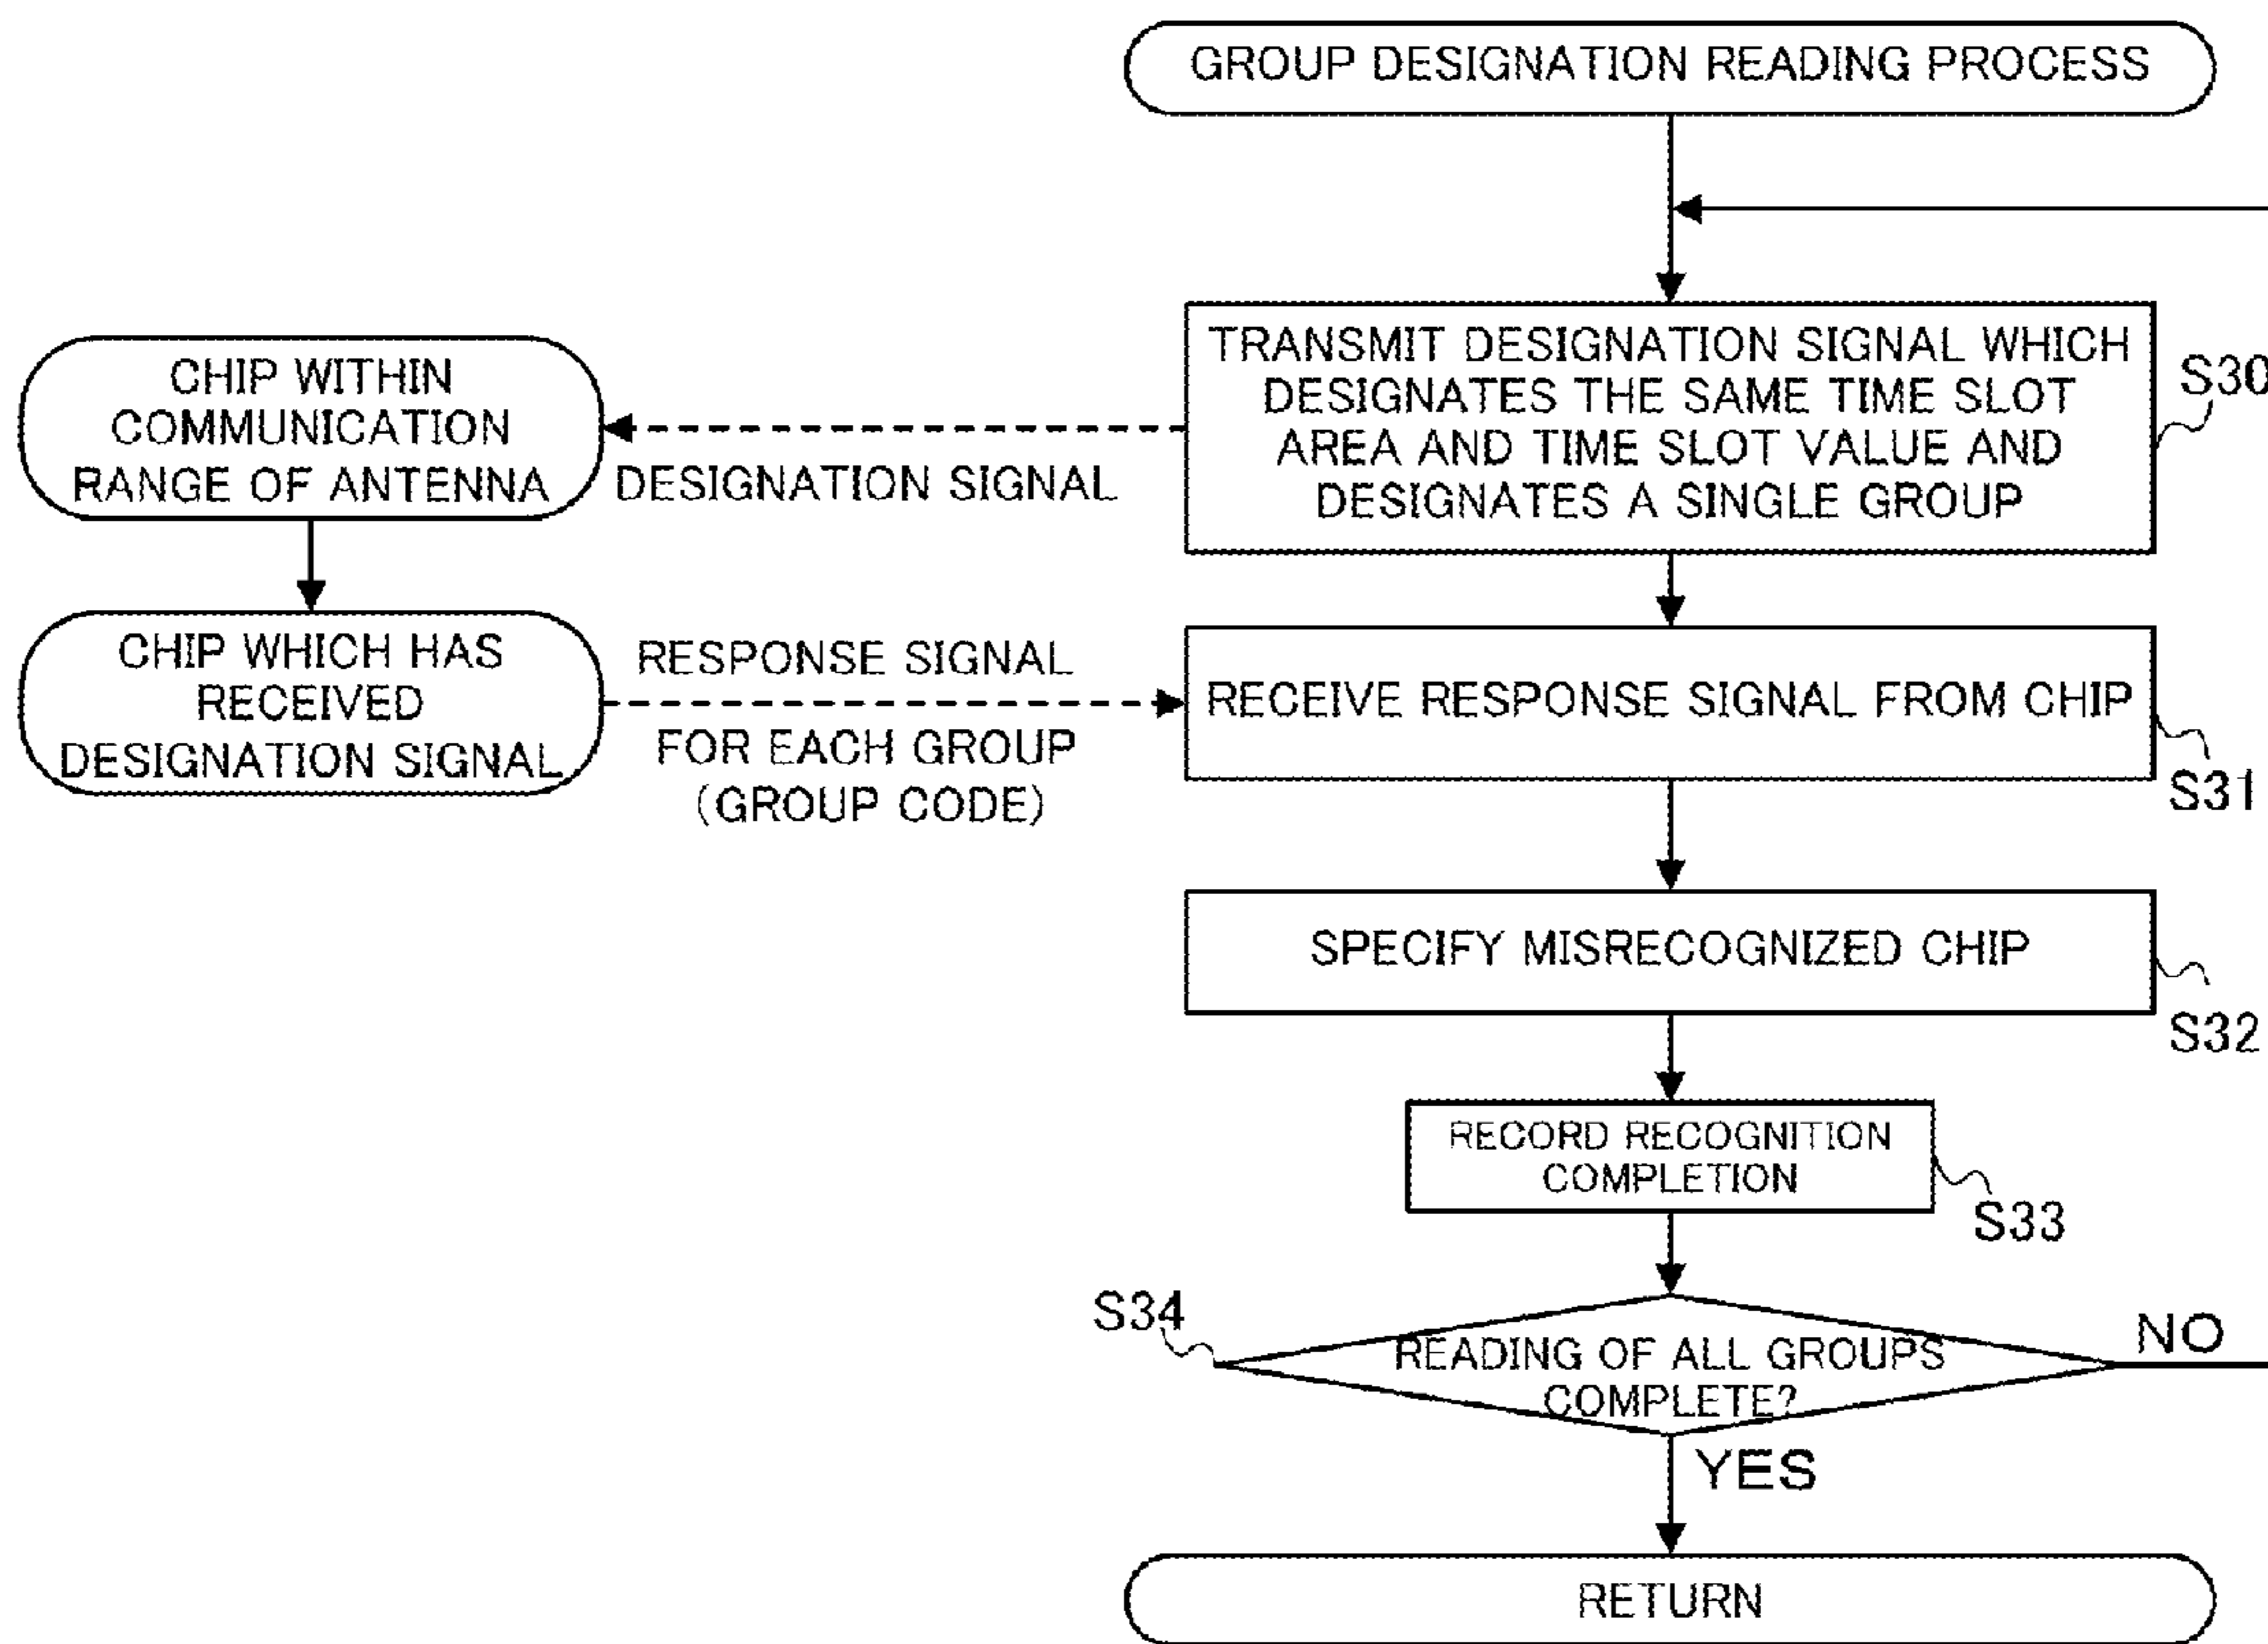 GROUP DESIGNATION READING PROCESS
TRANSMIT DESIGNATION SIGNAL WHICH
DESIGNATES THE SAME TIME SLOT
AREA AND TIME SLOT VALUE AND
DESIGNATES A SINGLE GROUP
S30
CHIP WITHIN
COMMUNICATION
RANGE OF ANTENNA
DESIGNATION SIGNAL
CHIP WHICH HAS
RECEIVED
DESIGNATION SIGNAL
RESPONSE SIGNAL
FOR EACH GROUP
(GROUP CODE)
RECEIVE RESPONSE SIGNAL FROM CHIP
S31
SPECIFY MISRECOGNIZED CHIP
S32
RECORD RECOGNITION
COMPLETION
S33
S34
READING OF ALL GROUPS
COMPLETE?
NO
YES
RETURN